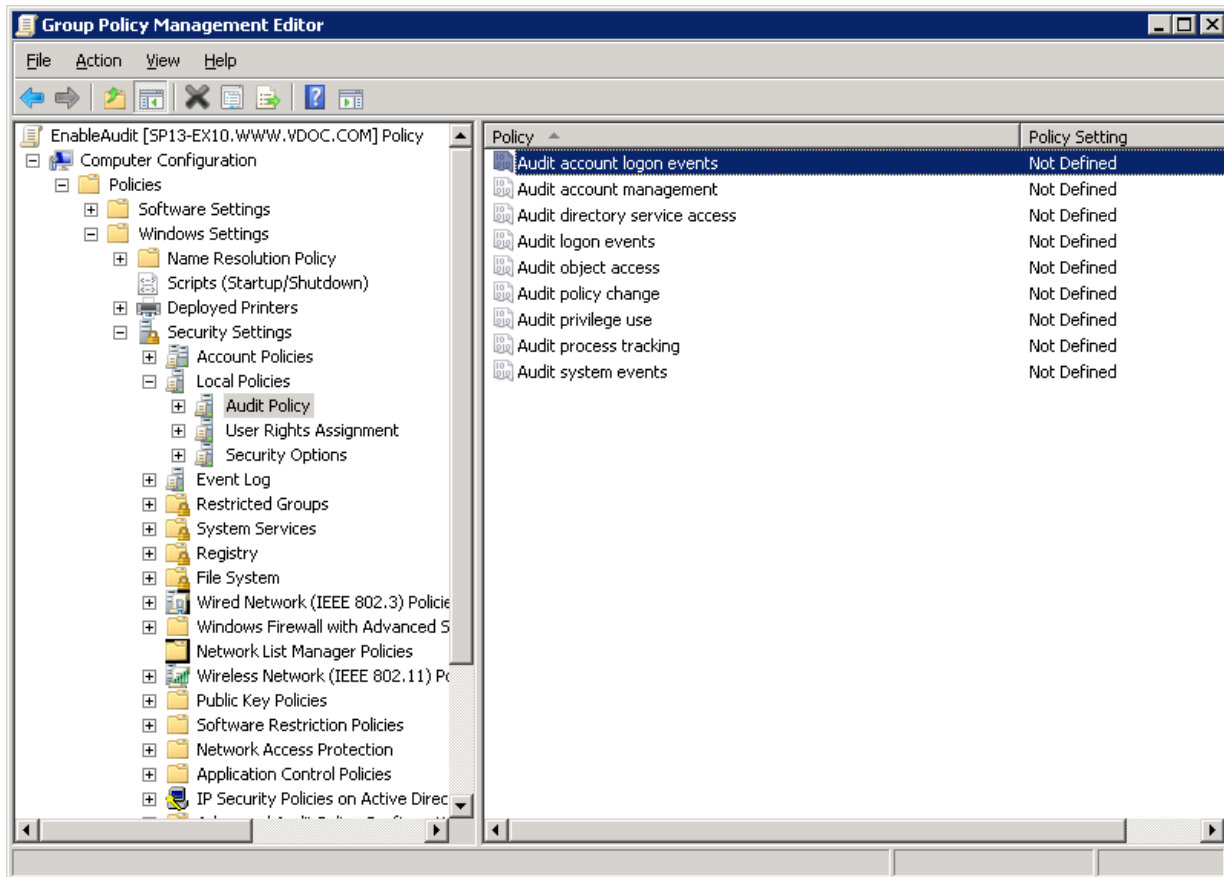 Group Policy Management Editor
File Action View Help
EnableAudit [SP13-EX10.WWW.VDOC.COM] Policy
Computer Configuration
Policies
Software Settings
Windows Settings
Name Resolution Policy
Scripts (Startup/Shutdown)
Deployed Printers
Security Settings
Account Policies
Local Policies
Audit Policy
User Rights Assignment
Security Options
Event Log
Restricted Groups
System Services
Registry
File System
Wired Network (IEEE 802.3) Policie
Windows Firewall with Advanced S
Network List Manager Policies
Wireless Network (IEEE 802.11) Po
Public Key Policies
Software Restriction Policies
Network Access Protection
Application Control Policies
IP Security Policies on Active Direc
Policy Policy Setting
Audit account logon events Not Defined
Audit account management Not Defined
Audit directory service access Not Defined
Audit logon events Not Defined
Audit object access Not Defined
Audit policy change Not Defined
Audit privilege use Not Defined
Audit process tracking Not Defined
Audit system events Not Defined